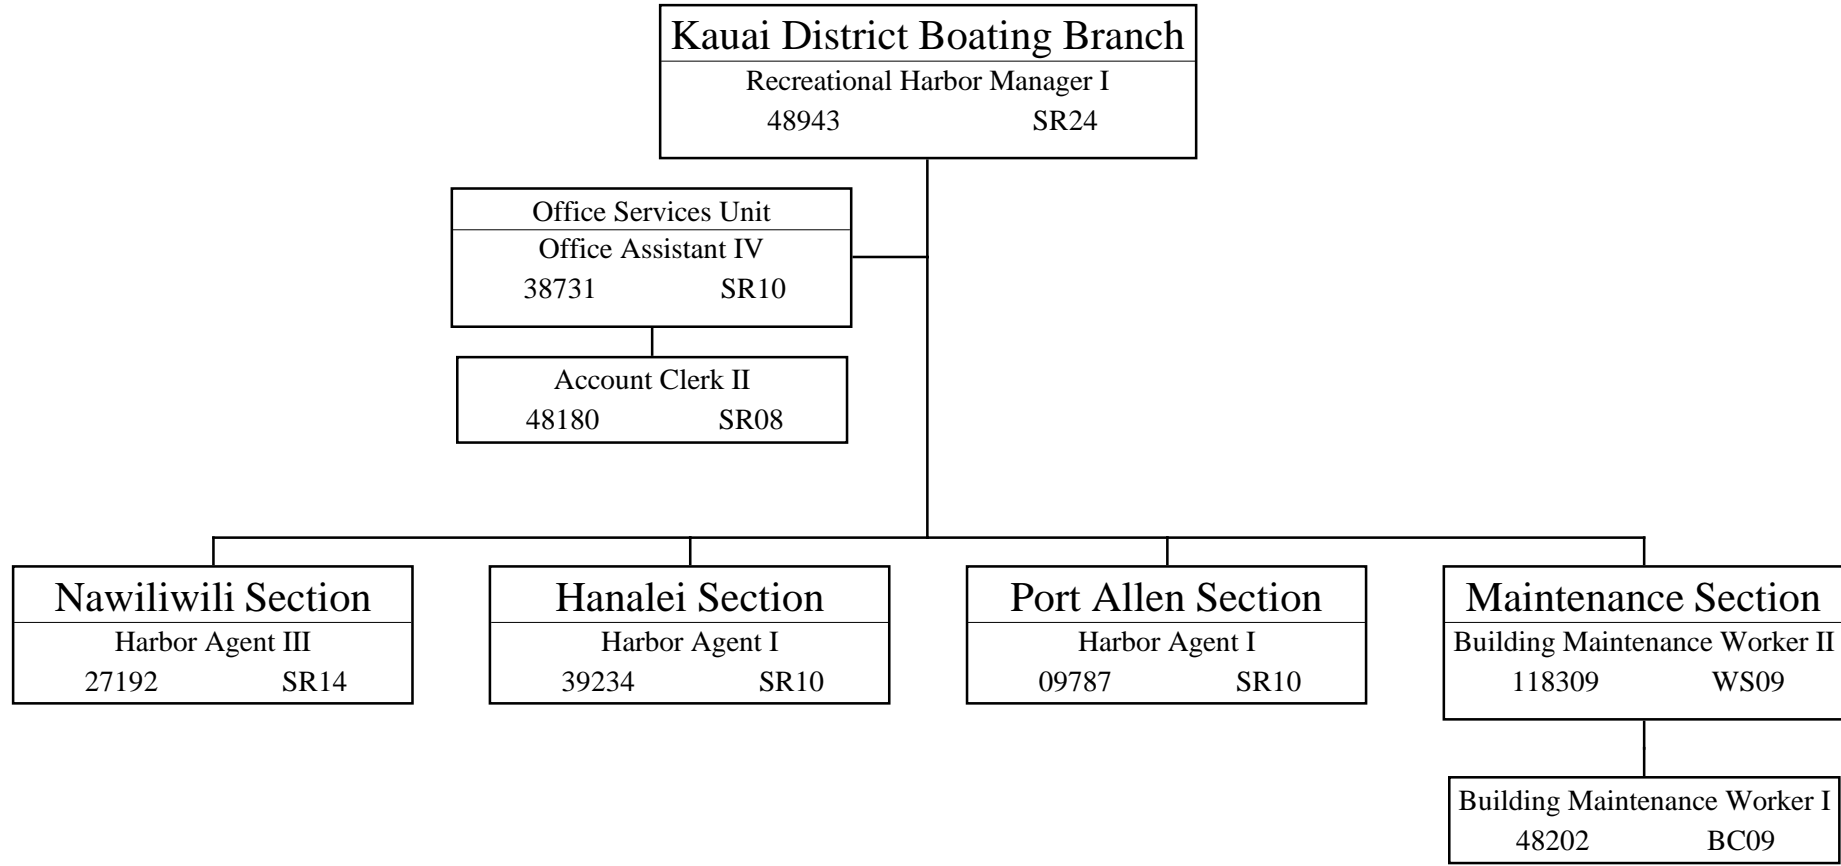 Kauai District Boating Branch
Recreational Harbor Manager I
48943 SR24
Office Services Unit
Office Assistant IV
38731 SR10
Account Clerk II
48180 SR08
Nawiliwili Section
Harbor Agent III
27192 SR14
Hanalei Section
Harbor Agent I
39234 SR10
Port Allen Section
Harbor Agent I
09787 SR10
Maintenance Section
Building Maintenance Worker II
118309 WS09
Building Maintenance Worker I
48202 BC09